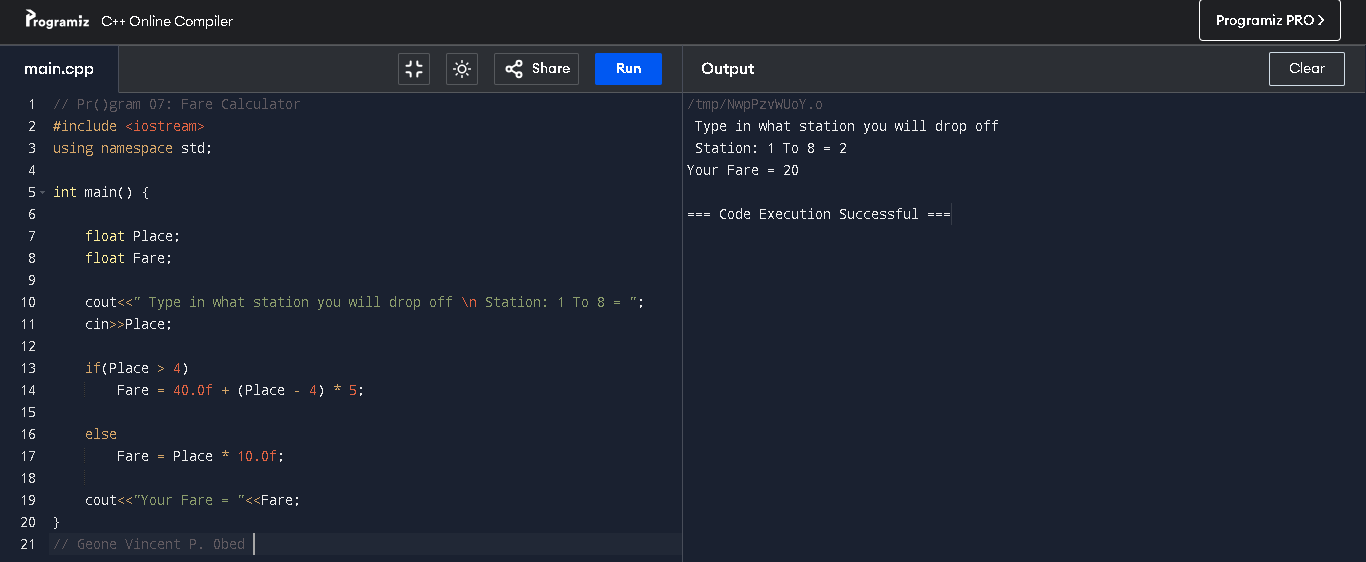 Programiz C++ Online Compiler
Programiz PRO >
main.cpp
Share
Run
Output
Clear
1 // Pr()gram 07: Fare Calculator
2 #include <iostream>
3 using namespace std;
4
5 int main() {
6
7 float Place;
8 float Fare;
9
10 cout<<" Type in what station you will drop off \n Station: 1 To 8 = ";
11 cin>>Place;
12
13 if(Place > 4)
14 Fare = 40.0f + (Place - 4) * 5;
15
16 else
17 Fare = Place * 10.0f;
18
19 cout<<"Your Fare = "<<Fare;
20 }
21 // Geone Vincent P. Obed
/tmp/NwpPzvWUoY.o
Type in what station you will drop off
Station: 1 To 8 = 2
Your Fare = 20
=== Code Execution Successful ===